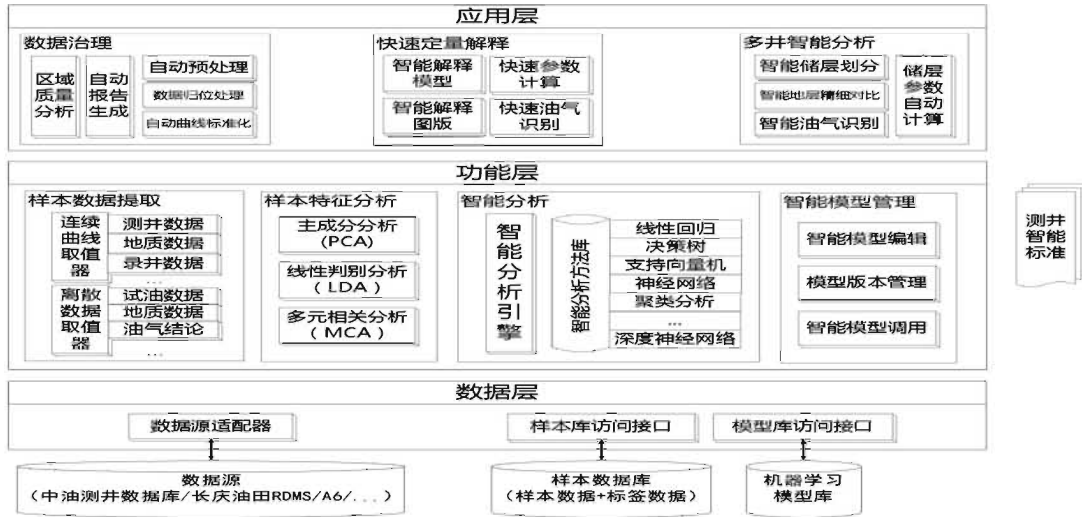 应用层
数据治理
区域
质量
分析
自动
报告
生成
自动预处理
数据归位处理
自动曲线标准化
快速定量解释
智能解释
模型
快速参数
计算
智能解释
图版
快速油气
识别
多井智能分析
智能储层划分
智能地层精细对比
智能油气识别
储层
参数
自动
计算
功能层
样本数据提取
连续
曲线
取值
器
测井数据
地质数据
录井数据
...
离散
数据
取值
器
试油数据
地质数据
油气结论
...
样本特征分析
主成分分析
(PCA)
线性判别分析
(LDA)
多元相关分析
(MCA)
智能分析
智能分析引擎
智能分析方法库
线性回归
决策树
支持向量机
神经网络
聚类分析
...
深度神经网络
智能模型管理
智能模型编辑
模型版本管理
智能模型调用
测井
智能
标准
数据层
数据源适配器
样本库访问接口
模型库访问接口
数据源
(中油测井数据库/长庆油田RDMS/A6/...)
样本数据库
(样本数据+标签数据)
机器学习
模型库